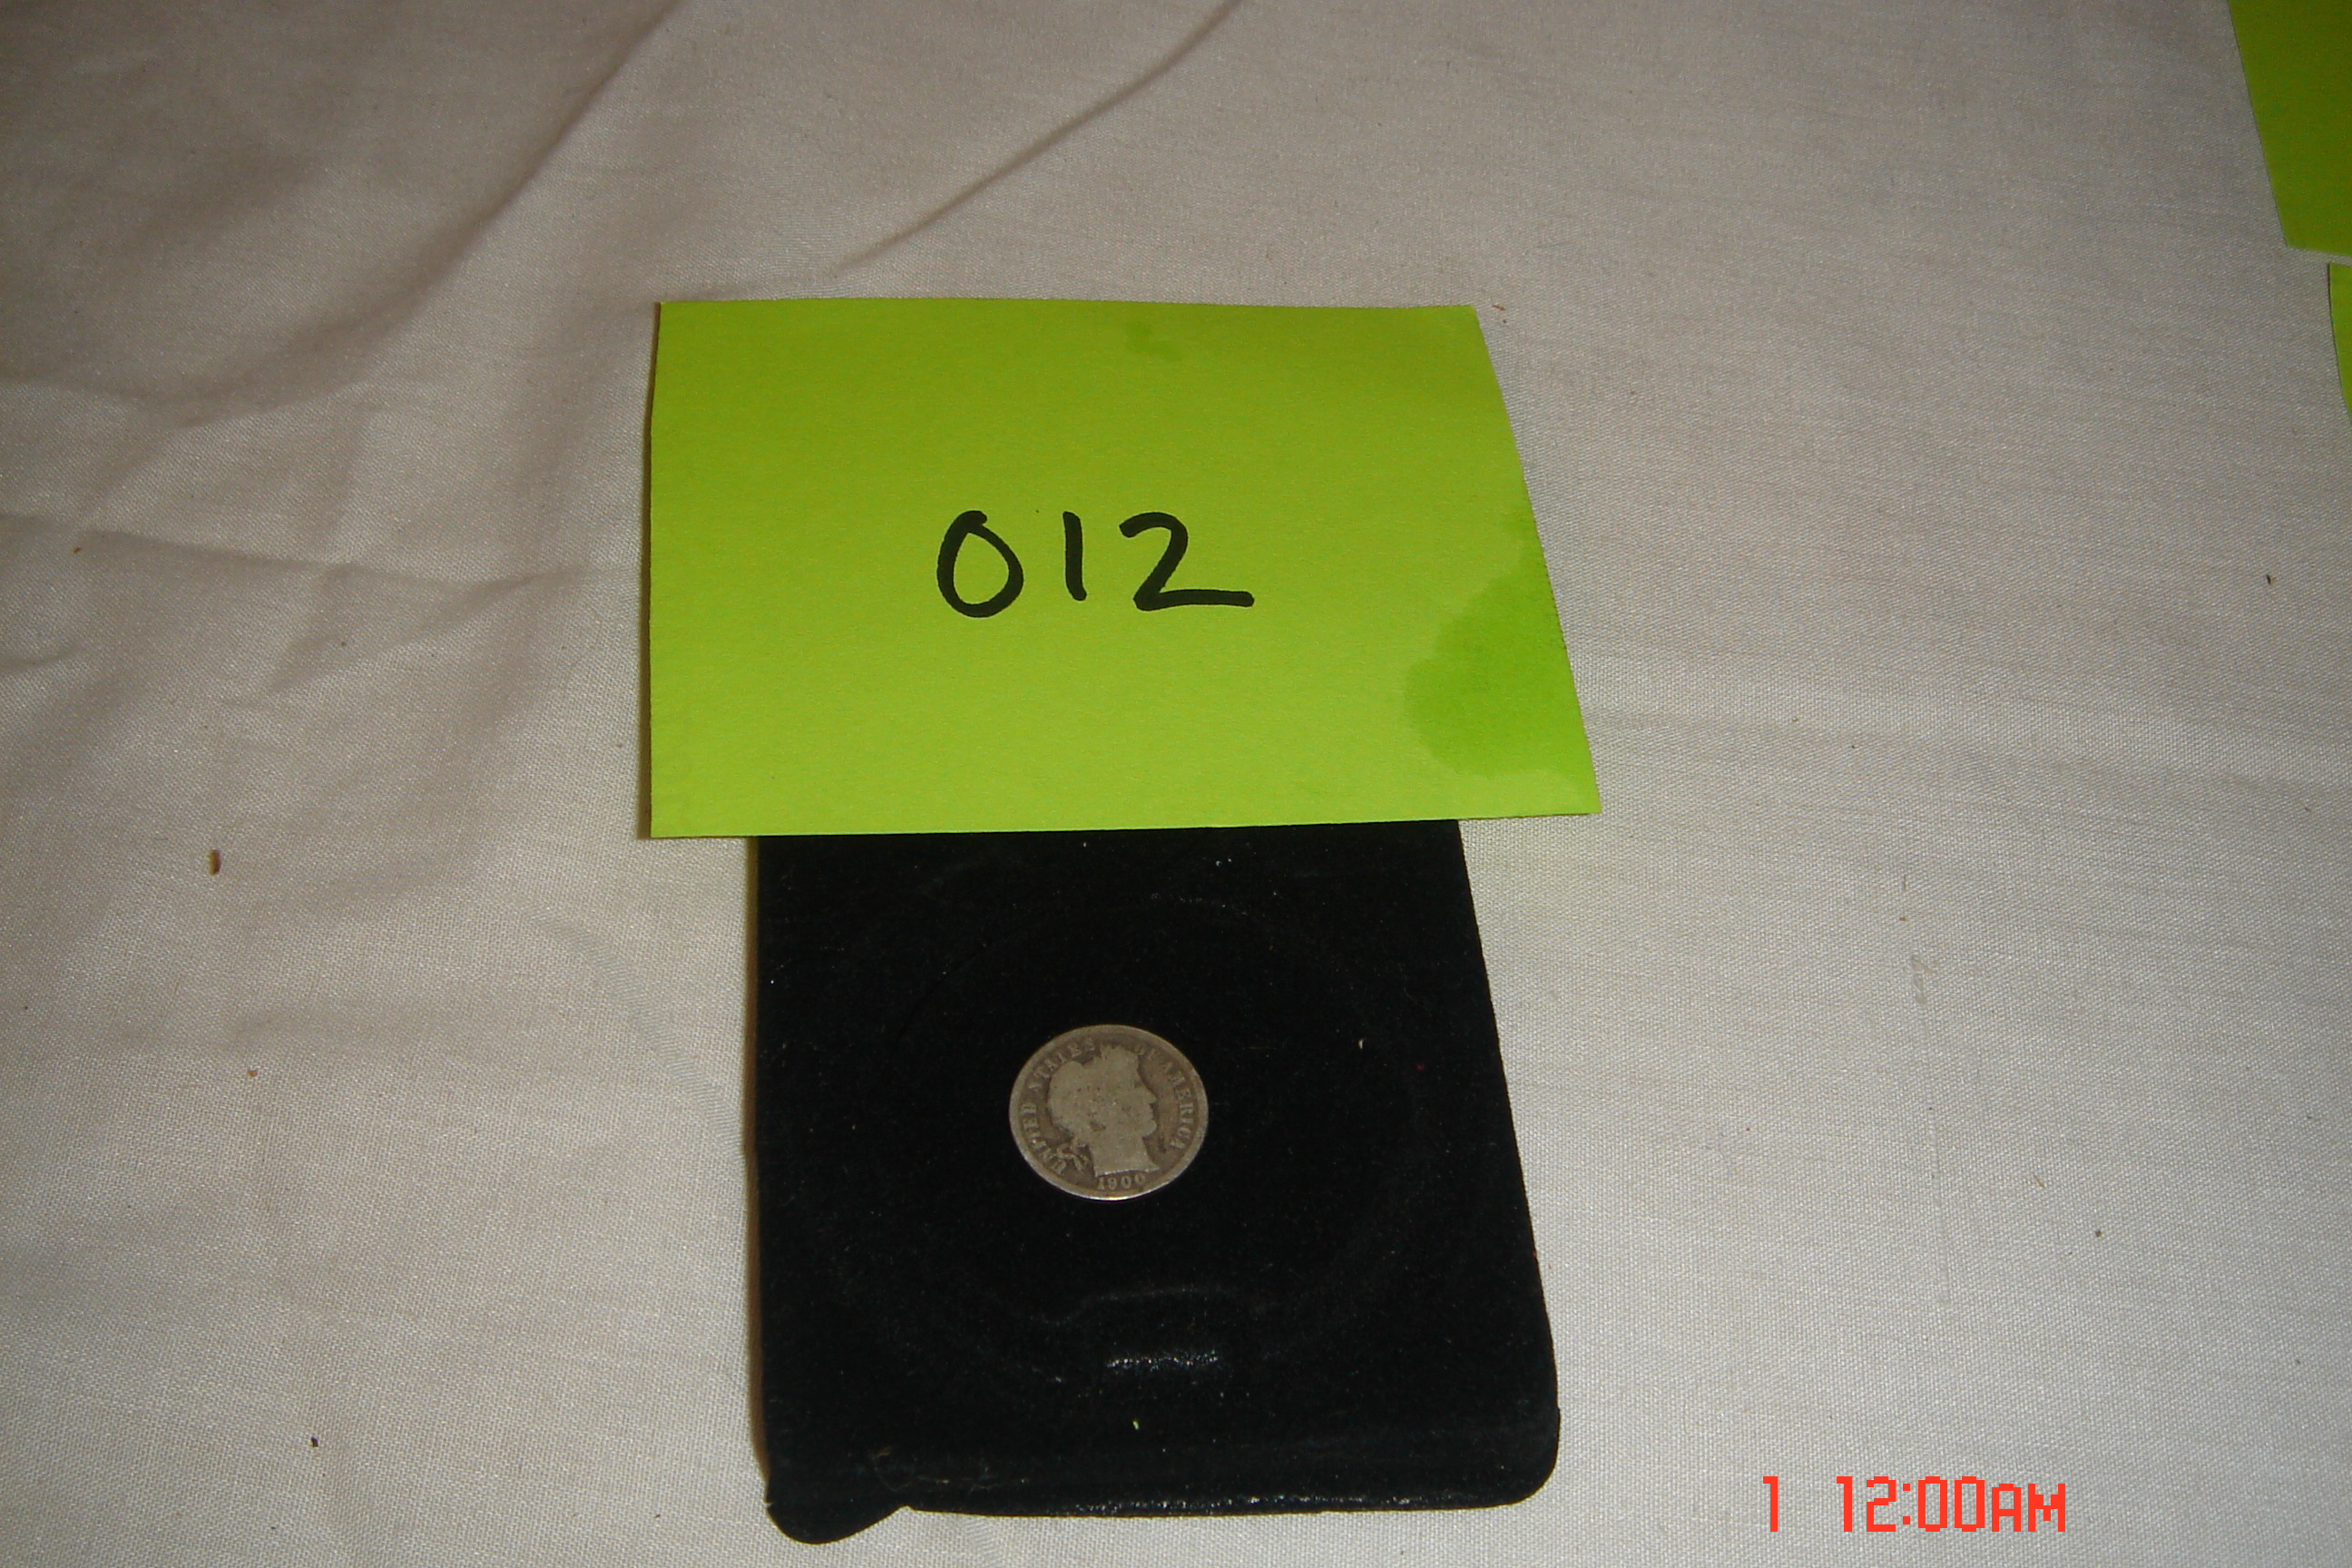 012
UNITED STATES OF AMERICA
1900
1 12:00AM